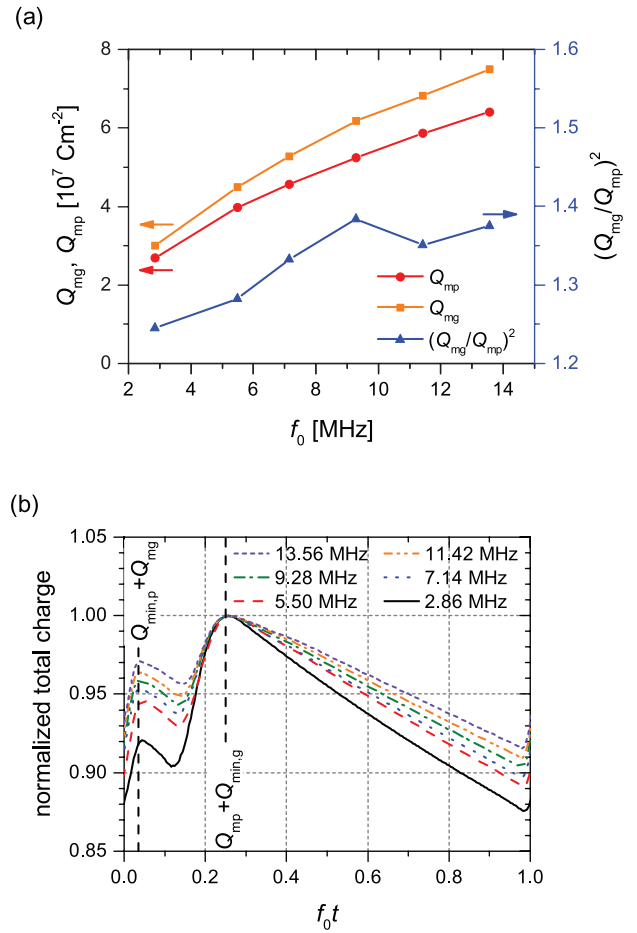 (a)
8
6
4
2
0
Q_mg, Q_mp [10^7 Cm^-2]
1.6
1.5
1.4
1.3
1.2
(Q_mg/Q_mp)^2
Q_mp
Q_mg
(Q_mg/Q_mp)^2
2 4 6 8 10 12 14
f_0 [MHz]
(b)
1.05
1.00
0.95
0.90
0.85
normalized total charge
13.56 MHz 11.42 MHz
9.28 MHz 7.14 MHz
5.50 MHz 2.86 MHz
Q_min,p + Q_mg
Q_mp + Q_min,g
0.0 0.2 0.4 0.6 0.8 1.0
f_0t